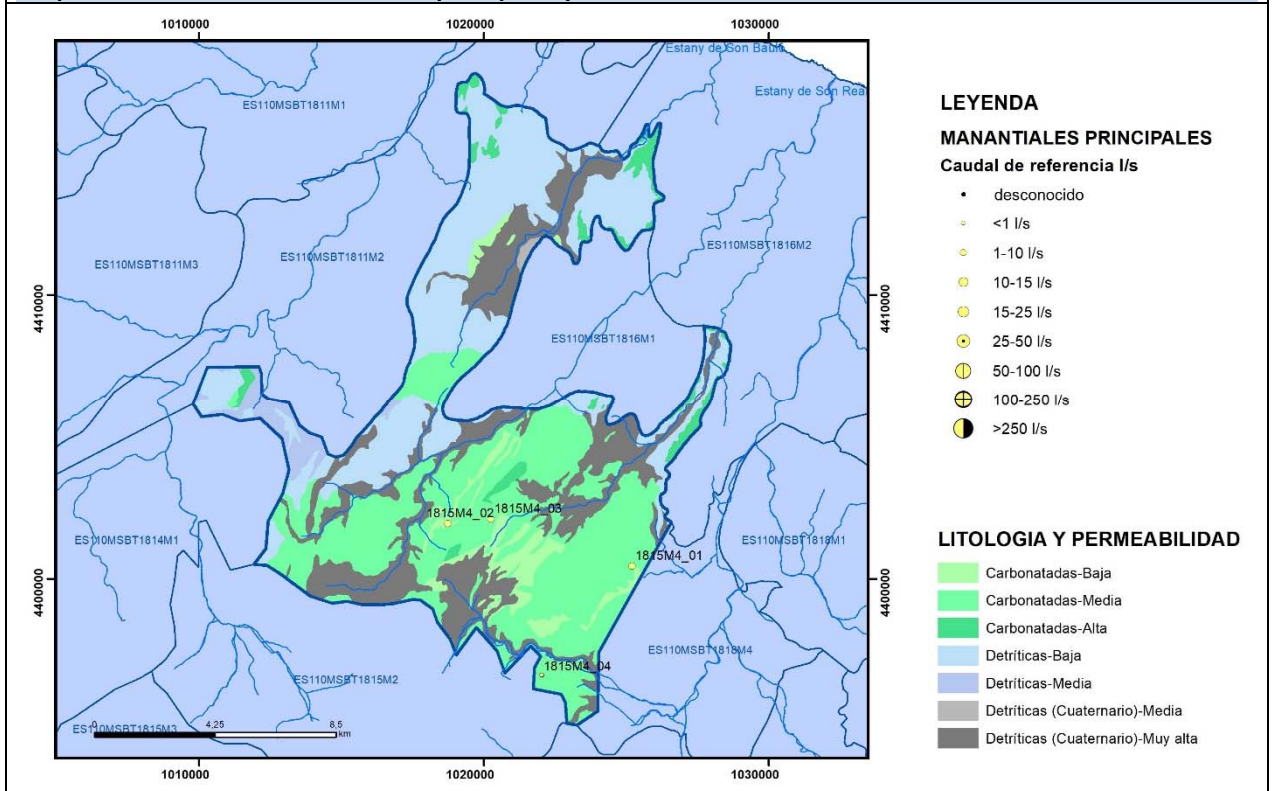 1010000
1020000
1030000
Estany de Son Baulo
Estany de Son Rea
ES110MSBT1811M1
ES110MSBT1811M3
ES110MSBT1811M2
ES110MSBT1816M2
4410000
4410000
ES110MSBT1816M1
1815M4_02
1815M4_03
ES110MSBT1814M1
ES110MSBT1818M1
1815M4_01
4400000
4400000
ES110MSBT1818M4
1815M4_04
ES110MSBT1815M2
ES110MSBT1815M3
0
4,25
8,5
km
1010000
1020000
1030000
LEYENDA
MANANTIALES PRINCIPALES
Caudal de referencia l/s
desconocido
<1 l/s
1-10 l/s
10-15 l/s
15-25 l/s
25-50 l/s
50-100 l/s
100-250 l/s
>250 l/s
LITOLOGIA Y PERMEABILIDAD
Carbonatadas-Baja
Carbonatadas-Media
Carbonatadas-Alta
Detríticas-Baja
Detríticas-Media
Detríticas (Cuaternario)-Media
Detríticas (Cuaternario)-Muy alta